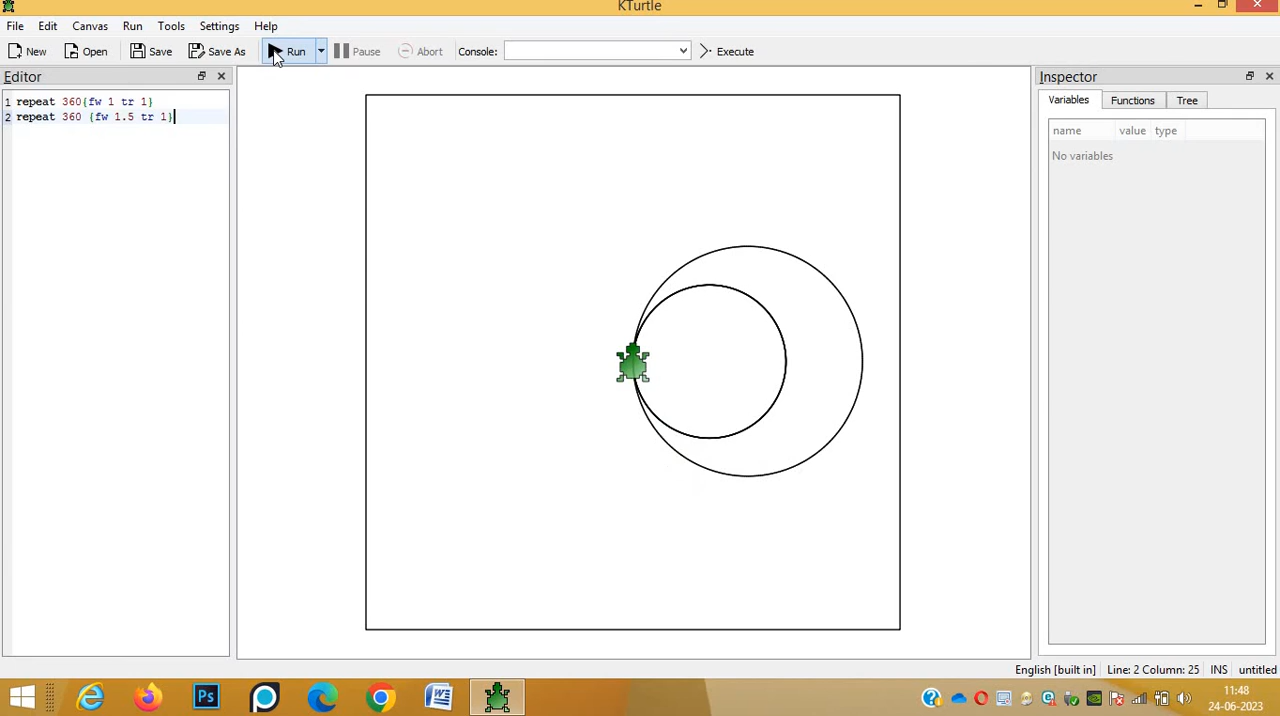 KTurtle
File Edit Canvas Run Tools Settings Help
New Open Save Save As Run Pause Abort Console: Execute
Editor
Inspector
1 repeat 360{fw 1 tr 1}
2 repeat 360 {fw 1.5 tr 1}
Variables Functions Tree
name value type
No variables
English [built in] Line: 2 Column: 25 INS untitled
Ps W
11:48
24-06-2023